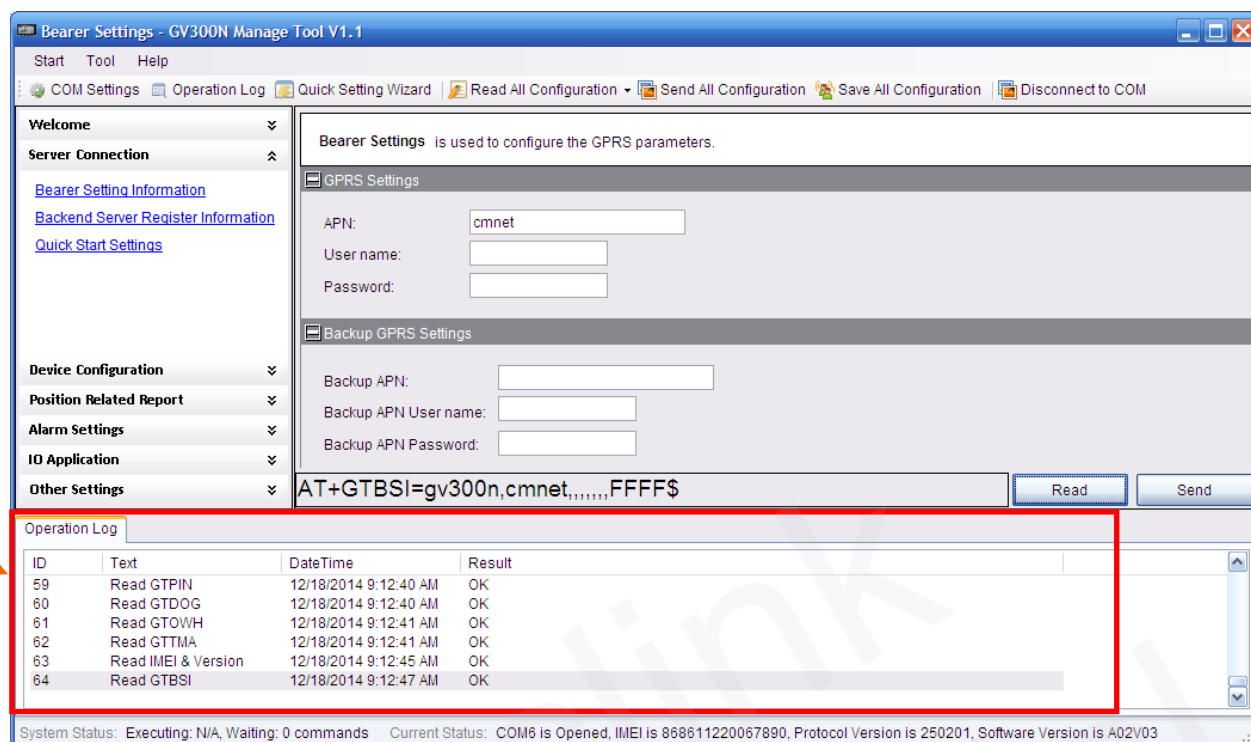 Bearer Settings - GV300N Manage Tool V1.1
Start Tool Help
COM Settings Operation Log Quick Setting Wizard Read All Configuration Send All Configuration Save All Configuration Disconnect to COM
Welcome
Server Connection
Bearer Setting Information
Backend Server Register Information
Quick Start Settings
Device Configuration
Position Related Report
Alarm Settings
IO Application
Other Settings
Bearer Settings is used to configure the GPRS parameters.
GPRS Settings
APN: cmnet
User name:
Password:
Backup GPRS Settings
Backup APN:
Backup APN User name:
Backup APN Password:
AT+GTBSI=gv300n,cmnet,,,,,,,FFFF$ Read Send
Operation Log
ID Text DateTime Result
59 Read GTPIN 12/18/2014 9:12:40 AM OK
60 Read GTDOG 12/18/2014 9:12:40 AM OK
61 Read GTOWH 12/18/2014 9:12:41 AM OK
62 Read GTTMA 12/18/2014 9:12:41 AM OK
63 Read IMEI & Version 12/18/2014 9:12:45 AM OK
64 Read GTBSI 12/18/2014 9:12:47 AM OK
System Status: Executing: N/A, Waiting: 0 commands Current Status: COM6 is Opened, IMEI is 868611220067890, Protocol Version is 250201, Software Version is A02V03